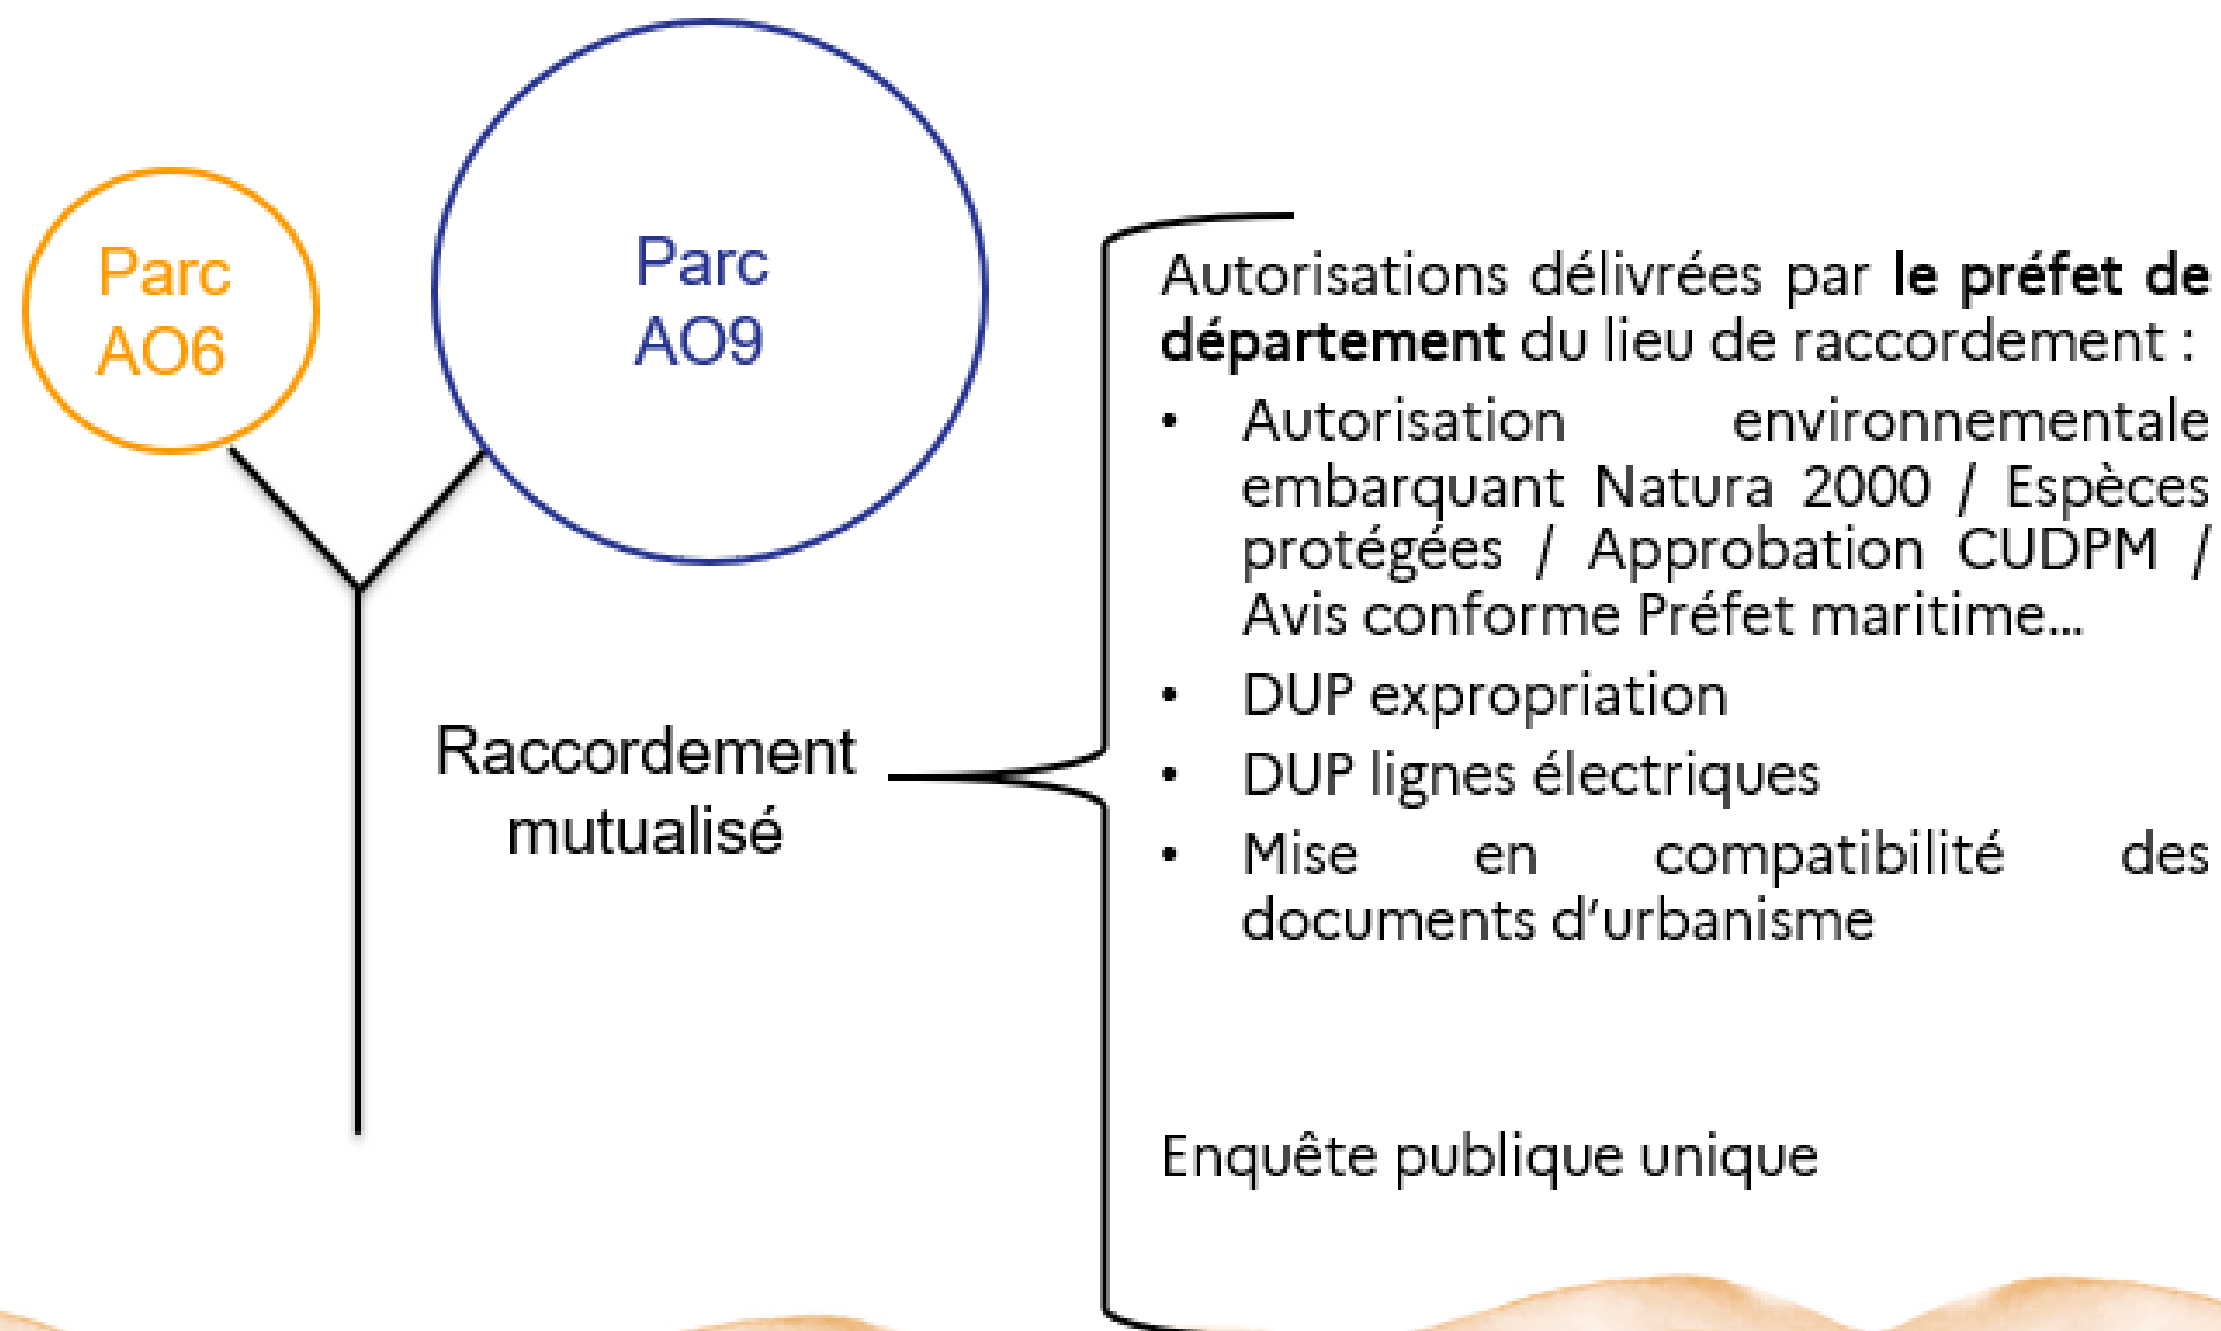 Parc
AO6
Parc
AO9
Raccordement
mutualisé
Autorisations délivrées par le préfet de
département du lieu de raccordement :
• Autorisation environnementale
embarquant Natura 2000 / Espèces
protégées / Approbation CUDPM /
Avis conforme Préfet maritime...
• DUP expropriation
• DUP lignes électriques
• Mise en compatibilité des
documents d'urbanisme
Enquête publique unique